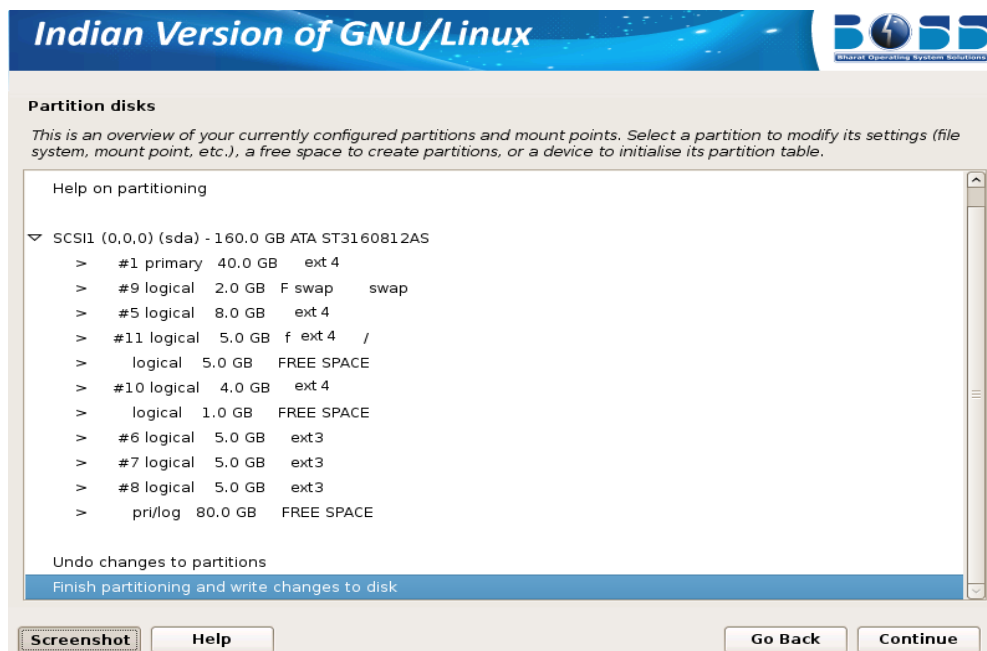 Indian Version of GNU/Linux
BOSS
Bharat Operating System Solutions
Partition disks
This is an overview of your currently configured partitions and mount points. Select a partition to modify its settings (file
system, mount point, etc.), a free space to create partitions, or a device to initialise its partition table.
Help on partitioning
SCSI1 (0,0,0) (sda) - 160.0 GB ATA ST3160812AS
> #1 primary 40.0 GB ext 4
> #9 logical 2.0 GB F swap swap
> #5 logical 8.0 GB ext 4
> #11 logical 5.0 GB f ext 4 /
> logical 5.0 GB FREE SPACE
> #10 logical 4.0 GB ext 4
> logical 1.0 GB FREE SPACE
> #6 logical 5.0 GB ext3
> #7 logical 5.0 GB ext3
> #8 logical 5.0 GB ext3
> pri/log 80.0 GB FREE SPACE
Undo changes to partitions
Finish partitioning and write changes to disk
Screenshot Help Go Back Continue